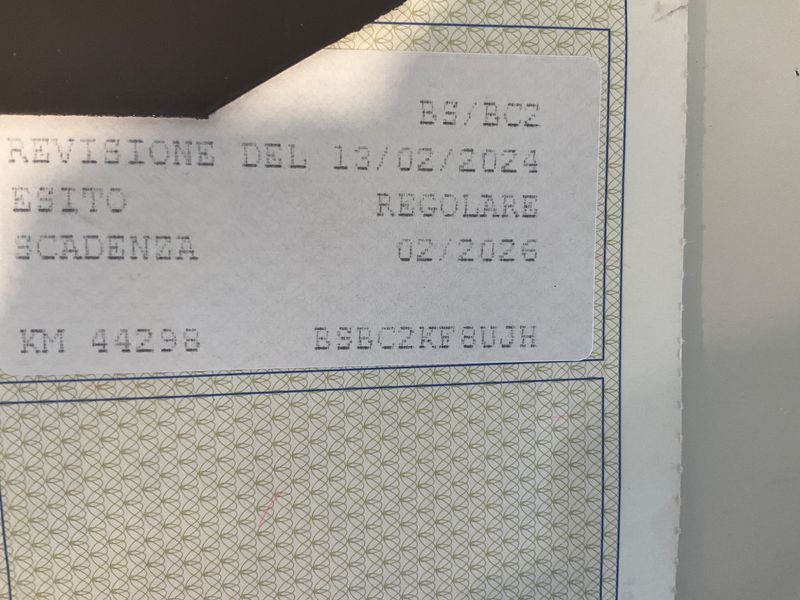 BS/BC2
REVISIONE DEL 13/02/2024
ESITO REGOLARE
SCADENZA 02/2026
KM 44298 BSBC2KF8UJH